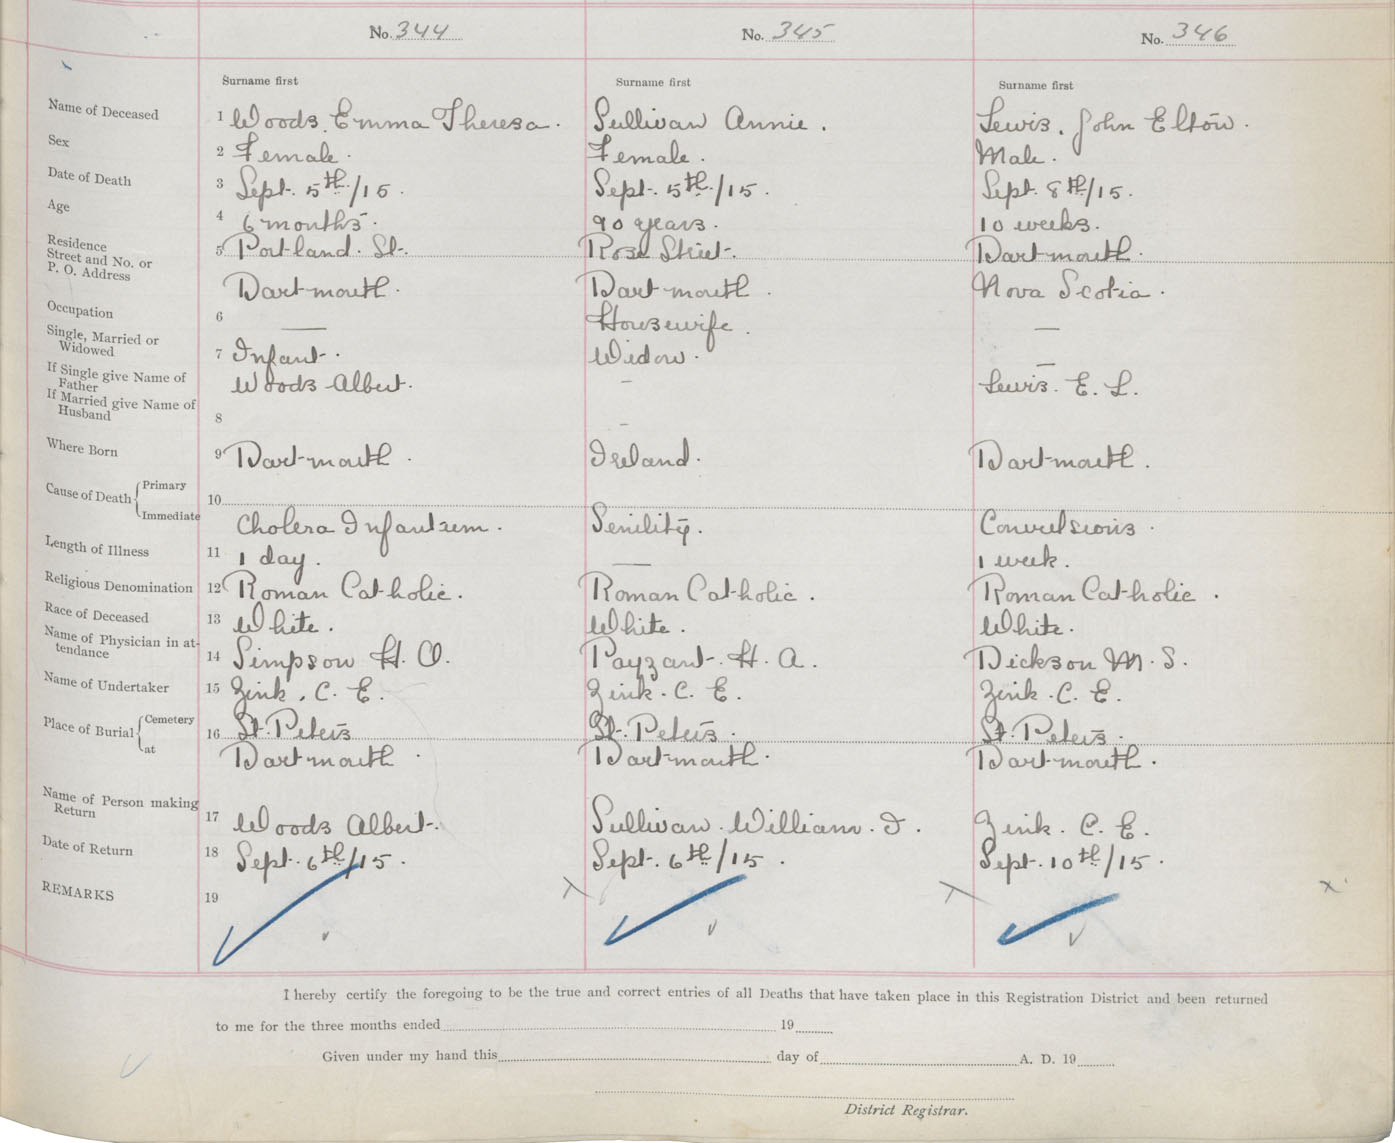 No. 344 No. 345 No. 346
Surname first Surname first Surname first
Name of Deceased 1 Woods, Emma Theresa. Sullivan Annie. Lewis, John Elton.
Sex 2 Female. Female. Male.
Date of Death 3 Sept. 5th/15. Sept. 5th/15. Sept. 8th/15.
Age 4 6 months. 90 years. 10 weeks.
Residence
Street and No. or 5 Portland. St. Rose Street. Dartmouth.
P. O. Address Dartmouth. Dartmouth. Nova Scotia.
Occupation 6 — Housewife. —
Single, Married or
Widowed 7 Infant. Widow. —
If Single give Name of
Father Woods Albert. – Lewis. E. L.
If Married give Name of
Husband 8 –
Where Born 9 Dartmouth. Ireland. Dartmouth.
Cause of Death { Primary 10
Immediate Cholera Infantum. Senility. Convulsions.
Length of Illness 11 1 day. — 1 week.
Religious Denomination 12 Roman Catholic. Roman Catholic. Roman Catholic.
Race of Deceased 13 White. White. White.
Name of Physician in at-
tendance 14 Simpson H. O. Payzant. H. A. Dickson M. S.
Name of Undertaker 15 Zink. C. E. Zink. C. E. Zink. C. E.
Place of Burial { Cemetery 16 St. Peters St. Peters. St. Peters.
at Dartmouth. Dartmouth. Dartmouth.
Name of Person making
Return 17 Woods Albert. Sullivan. William. J. Zink. C. E.
Date of Return 18 Sept. 6th/15. Sept. 6th/15. Sept. 10th/15.
REMARKS 19
I hereby certify the foregoing to be the true and correct entries of all Deaths that have taken place in this Registration District and been returned
to me for the three months ended 19
Given under my hand this day of A. D. 19
District Registrar.